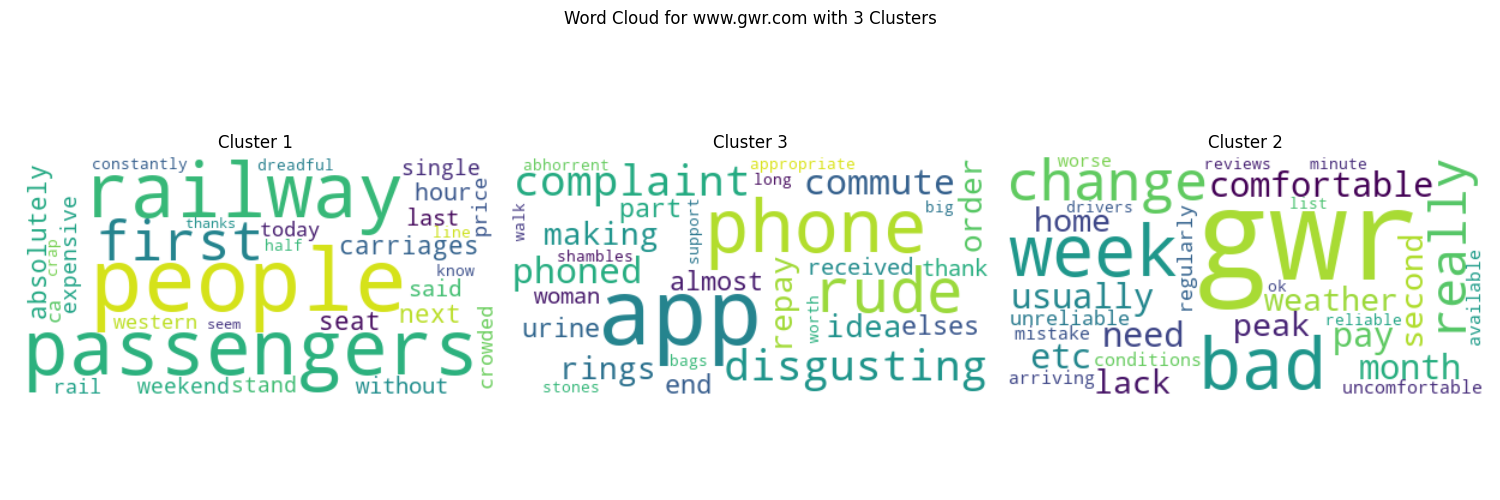 Word Cloud for www.gwr.com with 3 Clusters
Cluster 1
constantly
dreadful
single
railway
hour
price
absolutely
expensive
last
thanks
today
line
first
half
carriages
crap
people
know
ca
said
western
seem
seat
next
passengers
crowded
rail
weekend
stand
without
Cluster 3
abhorrent
appropriate
complaint
long
commute
order
walk
part
support
phone
big
making
shambles
phoned
almost
received
thank
woman
app
repay
rude
urine
worth
idea
elses
rings
bags
disgusting
stones
end
Cluster 2
worse
reviews
minute
change
comfortable
really
drivers
list
home
gwr
week
regularly
second
available
usually
ok
weather
unreliable
peak
reliable
mistake
need
pay
etc
conditions
bad
month
arriving
lack
uncomfortable